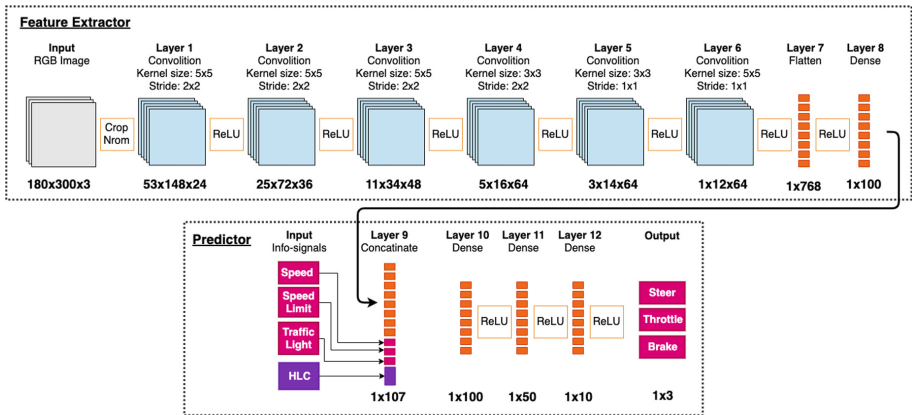 Feature Extractor
Input
RGB Image
Layer 1
Convolition
Kernel size: 5x5
Stride: 2x2
Layer 2
Convolition
Kernel size: 5x5
Stride: 2x2
Layer 3
Convolition
Kernel size: 5x5
Stride: 2x2
Layer 4
Convolition
Kernel size: 3x3
Stride: 2x2
Layer 5
Convolition
Kernel size: 3x3
Stride: 1x1
Layer 6
Convolition
Kernel size: 5x5
Stride: 1x1
Layer 7
Flatten
Layer 8
Dense
Crop
Nrom
ReLU
ReLU
ReLU
ReLU
ReLU
ReLU
ReLU
180x300x3
53x148x24
25x72x36
11x34x48
5x16x64
3x14x64
1x12x64
1x768
1x100
Predictor
Input
Info-signals
Layer 9
Concatinate
Layer 10
Dense
Layer 11
Dense
Layer 12
Dense
Output
Speed
Speed
Limit
Traffic
Light
HLC
ReLU
ReLU
ReLU
Steer
Throttle
Brake
1x107
1x100
1x50
1x10
1x3